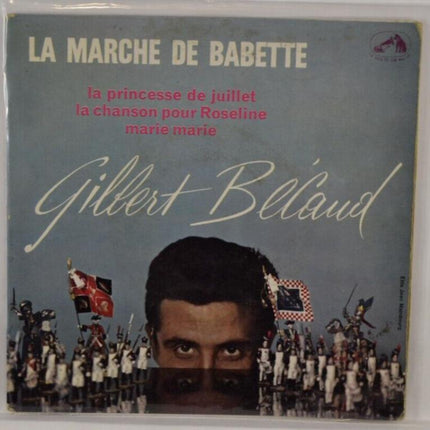 LA MARCHE DE BABETTE
la princesse de juillet
la chanson pour Roseline
marie marie
Gilbert Bécaud